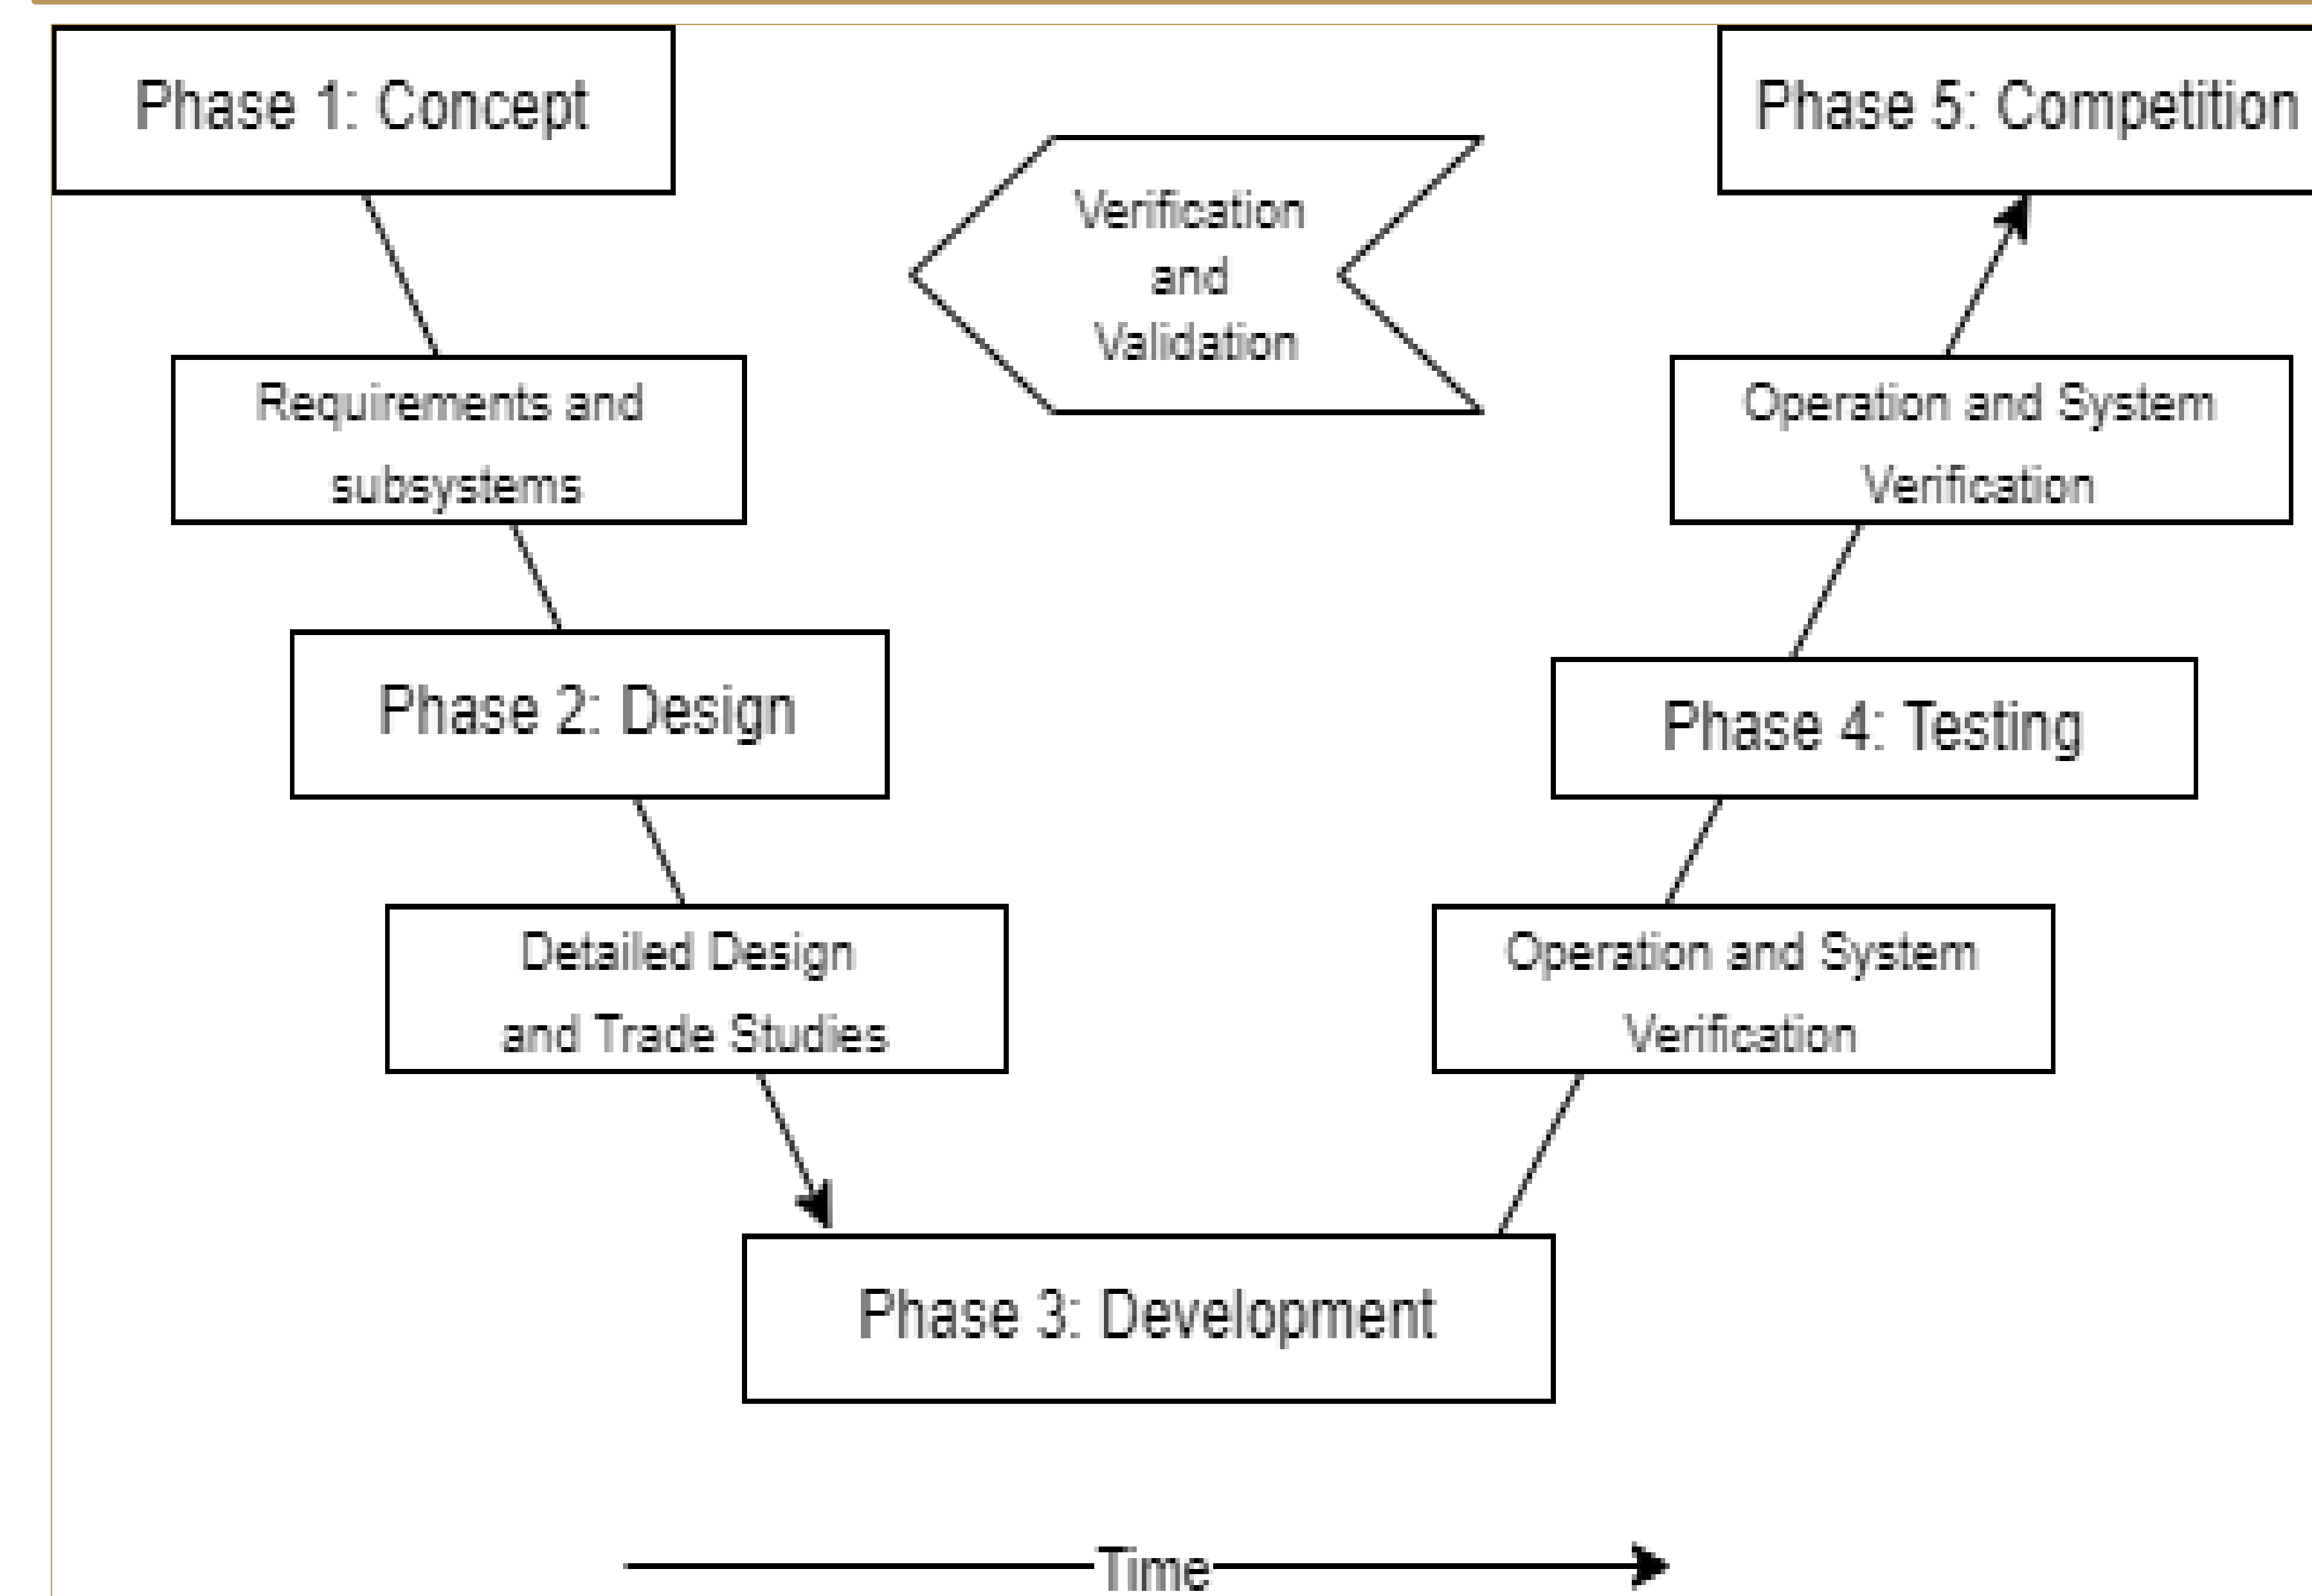 Phase 1: Concept
Phase 5: Competition
Verification
and
Validation
Requirements and
subsystems
Operation and System
Verification
Phase 2: Design
Phase 4: Testing
Detailed Design
and Trade Studies
Operation and System
Verification
Phase 3: Development
Time